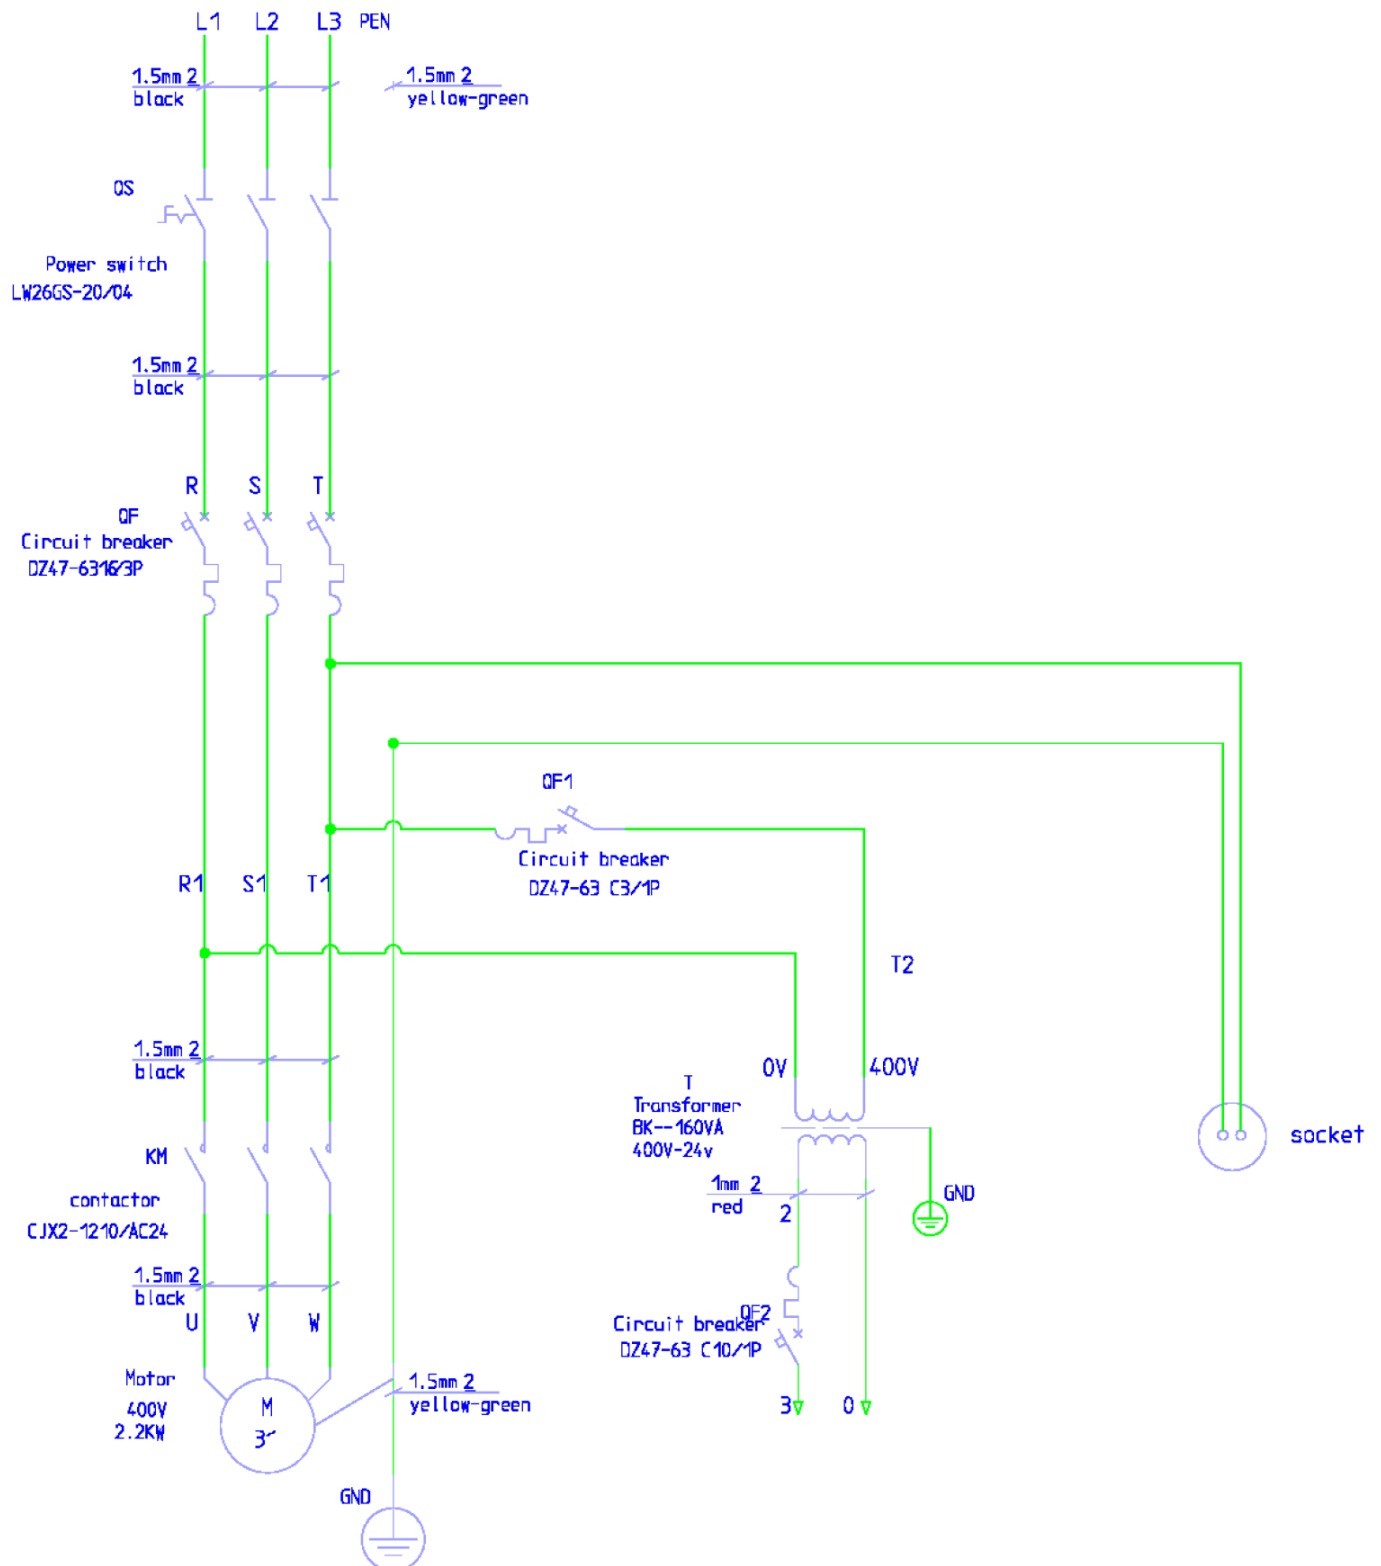 L1 L2 L3 PEN
1.5mm 2
black
1.5mm 2
yellow-green
QS
Power switch
LW26GS-20/04
1.5mm 2
black
R S T
QF
Circuit breaker
DZ47-6316/3P
QF1
Circuit breaker
DZ47-63 C3/1P
R1 S1 T1
T2
1.5mm 2
black
0V 400V
T
Transformer
BK--160VA
400V-24v
socket
KM
contactor
CJX2-1210/AC24
1mm 2
red
2
GND
1.5mm 2
black
U V W
QF2
Circuit breaker
DZ47-63 C10/1P
Motor
400V
2.2KW
M
3~
1.5mm 2
yellow-green
3 0
GND